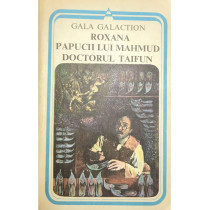 GALA GALACTION
ROXANA
PAPUCII LUI MAHMUD
DOCTORUL TAIFUN